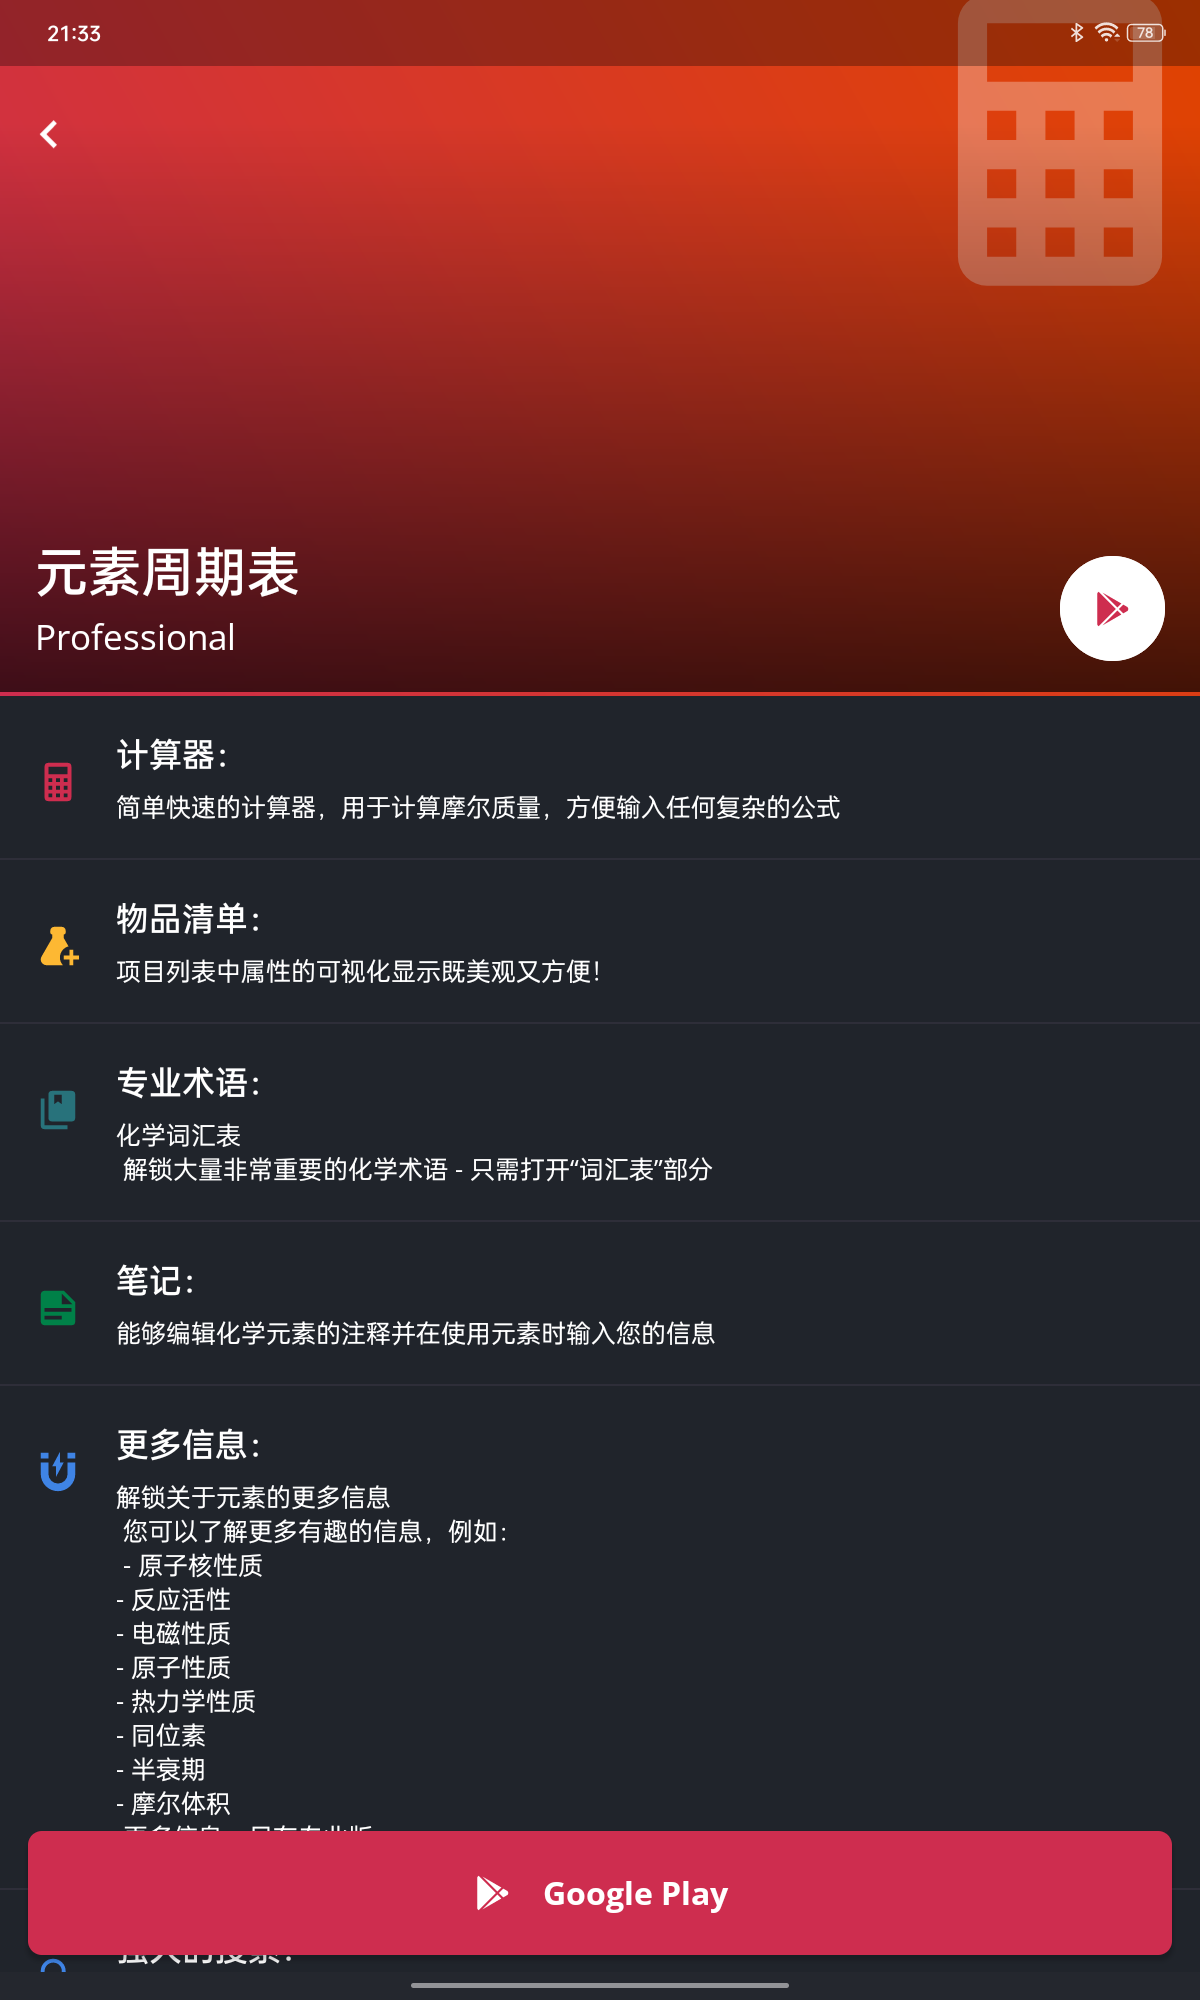 21:33
78
元素周期表
Professional
计算器：
简单快速的计算器，用于计算摩尔质量，方便输入任何复杂的公式
物品清单：
项目列表中属性的可视化显示既美观又方便！
专业术语：
化学词汇表
解锁大量非常重要的化学术语 - 只需打开“词汇表”部分
笔记：
能够编辑化学元素的注释并在使用元素时输入您的信息
更多信息：
解锁关于元素的更多信息
您可以了解更多有趣的信息，例如：
- 原子核性质
- 反应活性
- 电磁性质
- 原子性质
- 热力学性质
- 同位素
- 半衰期
- 摩尔体积
Google Play